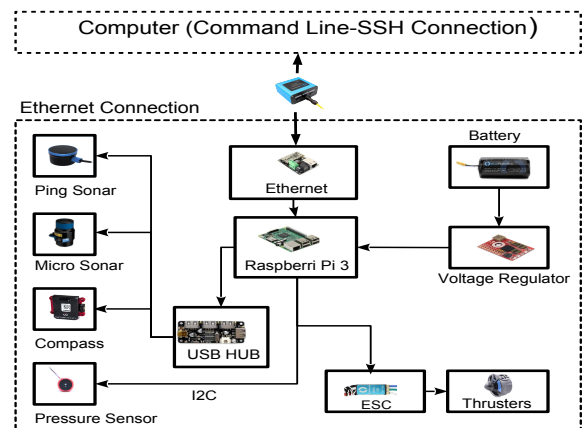 Computer (Command Line-SSH Connection)
Ethernet Connection
Battery
Ping Sonar
Ethernet
Micro Sonar
Raspberri Pi 3
Voltage Regulator
Compass
USB HUB
I2C
Pressure Sensor
ESC
Thrusters